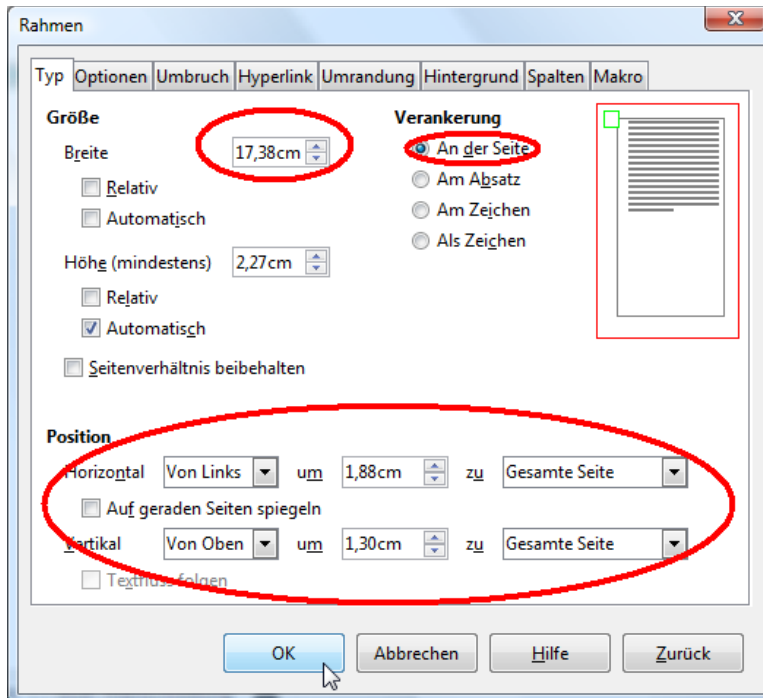 Rahmen
Typ Optionen Umbruch Hyperlink Umrandung Hintergrund Spalten Makro
Größe
Breite 17,38cm
Relativ
Automatisch
Höhe (mindestens) 2,27cm
Relativ
Automatisch
Seitenverhältnis beibehalten
Verankerung
An der Seite
Am Absatz
Am Zeichen
Als Zeichen
Position
Horizontal Von Links um 1,88cm zu Gesamte Seite
Auf geraden Seiten spiegeln
Vertikal Von Oben um 1,30cm zu Gesamte Seite
Textfluss folgen
OK Abbrechen Hilfe Zurück